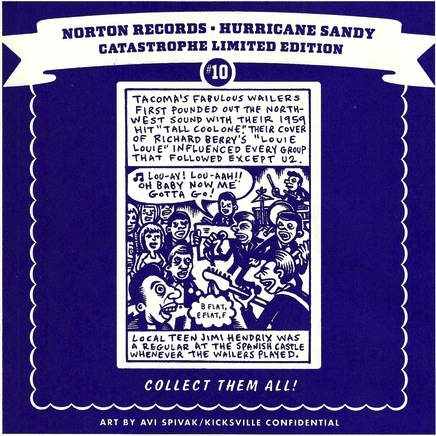 NORTON RECORDS • HURRICANE SANDY
CATASTROPHE LIMITED EDITION
#10
TACOMA'S FABULOUS WAILERS
FIRST POUNDED OUT THE NORTH-
WEST SOUND WITH THEIR 1959
HIT "TALL COOL ONE." THEIR COVER
OF RICHARD BERRY'S "LOUIE
LOUIE" INFLUENCED EVERY GROUP
THAT FOLLOWED EXCEPT U2.
♫ LOU-AY! LOU-AAH!!
OH BABY NOW ME
GOTTA GO!
B FLAT,
E FLAT, F
LOCAL TEEN JIMI HENDRIX WAS
A REGULAR AT THE SPANISH CASTLE
WHENEVER THE WAILERS PLAYED.
COLLECT THEM ALL!
ART BY AVI SPIVAK/KICKSVILLE CONFIDENTIAL